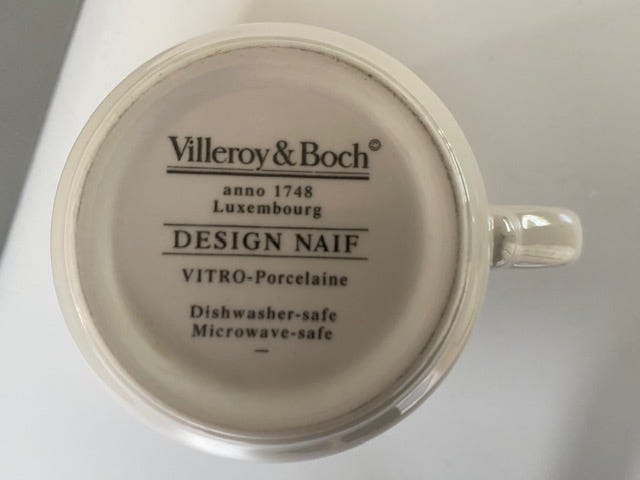 Villeroy & Boch©
anno 1748
Luxembourg
DESIGN NAIF
VITRO-Porcelaine
Dishwasher-safe
Microwave-safe